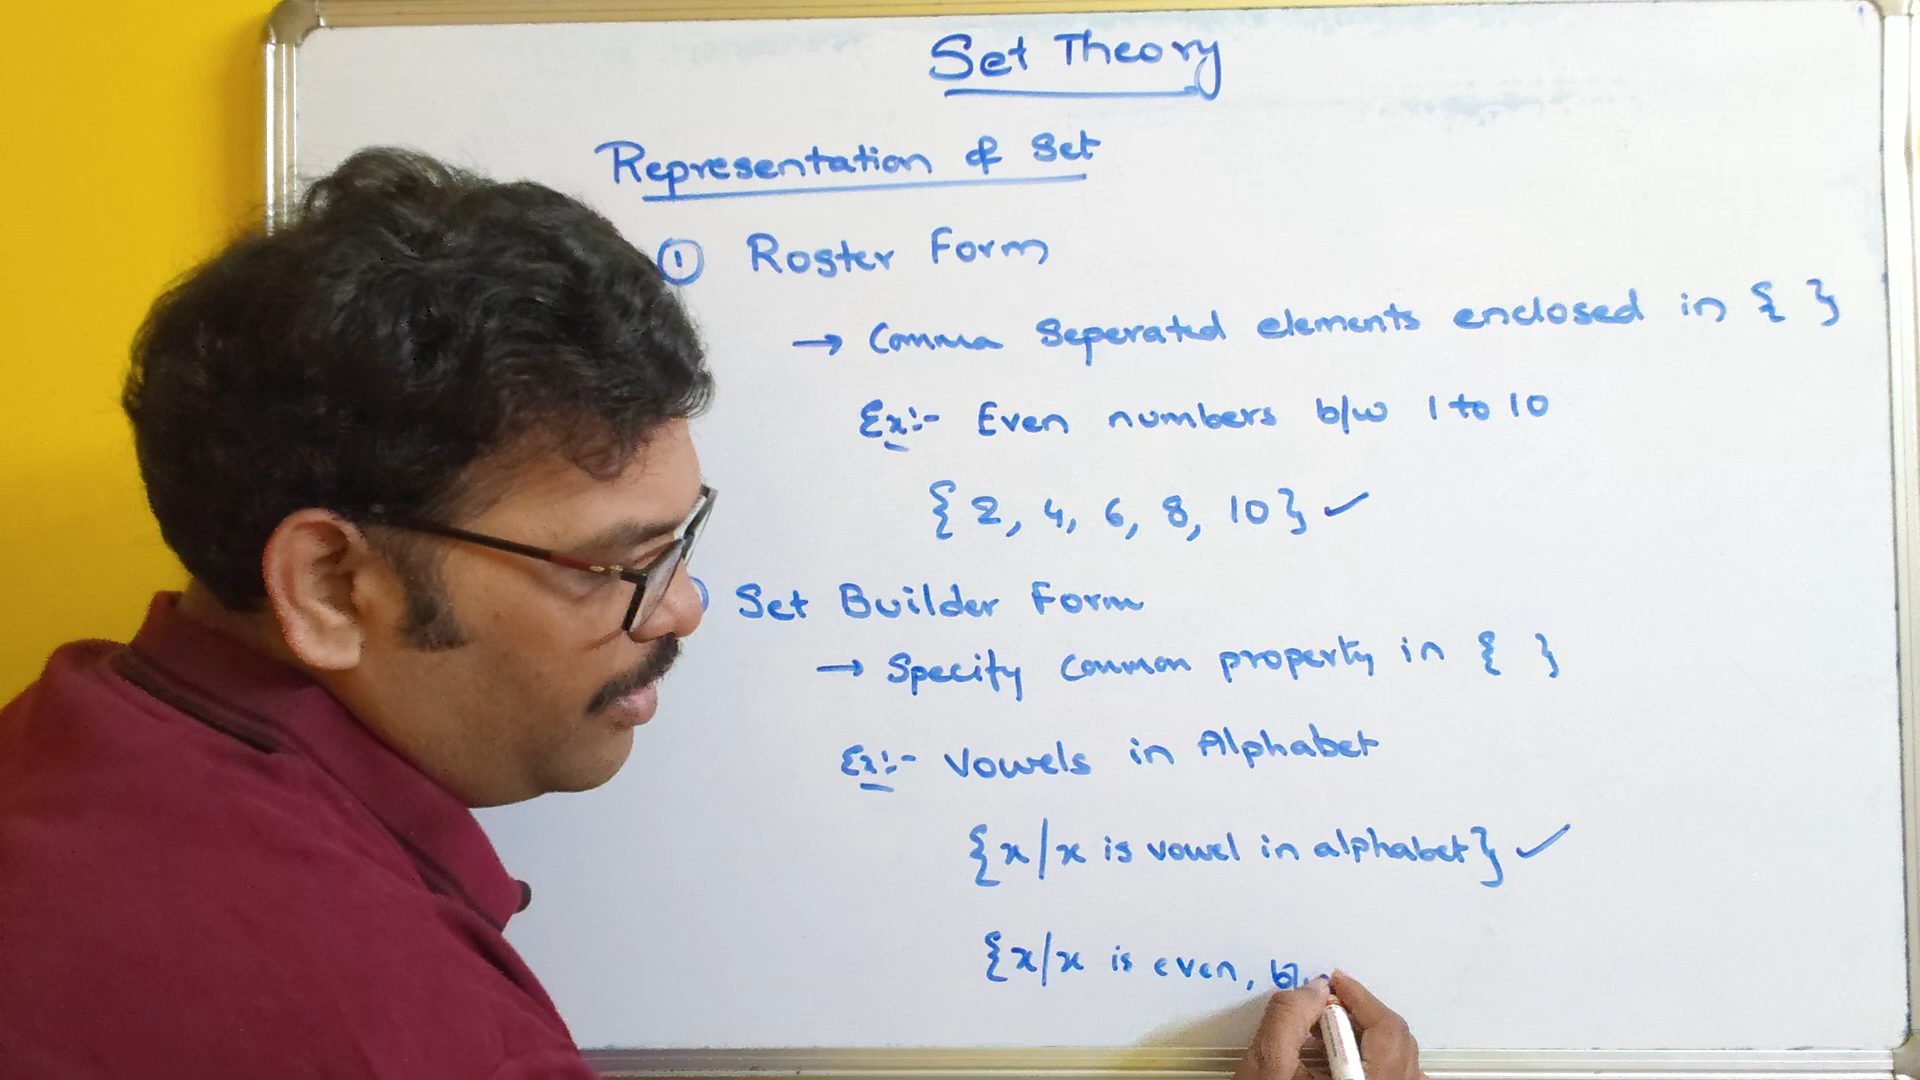 Set Theory
Representation of Set
① Roster Form
→ Comma Seperated elements enclosed in { }
Ex:- Even numbers b/w 1 to 10
{ 2, 4, 6, 8, 10 } ✓
Set Builder Form
→ Specify Common property in { }
Ex:- Vowels in Alphabet
{x/x is vowel in alphabet} ✓
{x/x is even,